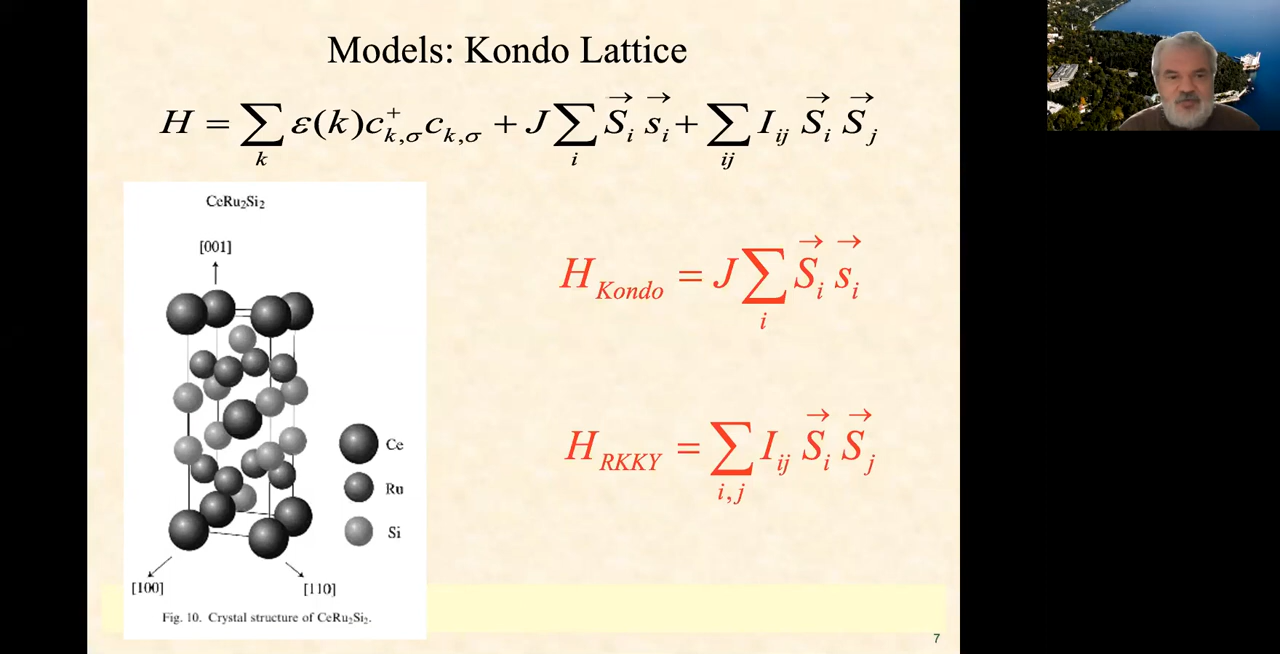 Models: Kondo Lattice
H = ∑_k ε(k)c⁺_{k,σ}c_{k,σ} + J∑_i S⃗_i s⃗_i + ∑_{ij} I_{ij} S⃗_i S⃗_j
CeRu₂Si₂
[001]
H_{Kondo} = J∑_i S⃗_i s⃗_i
Ce
Ru
Si
H_{RKKY} = ∑_{i,j} I_{ij} S⃗_i S⃗_j
[100]
[110]
Fig. 10. Crystal structure of CeRu₂Si₂.
7